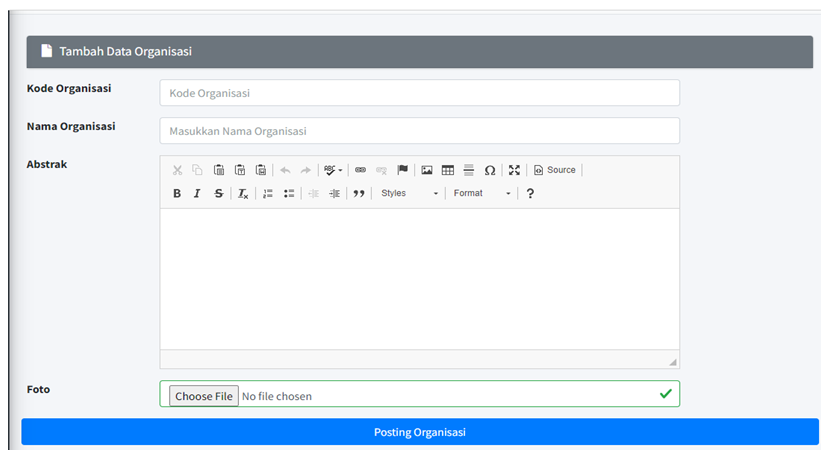 Tambah Data Organisasi
Kode Organisasi
Kode Organisasi
Nama Organisasi
Masukkan Nama Organisasi
Abstrak
Source
B I S Ix Styles Format ?
Foto
Choose File No file chosen
Posting Organisasi